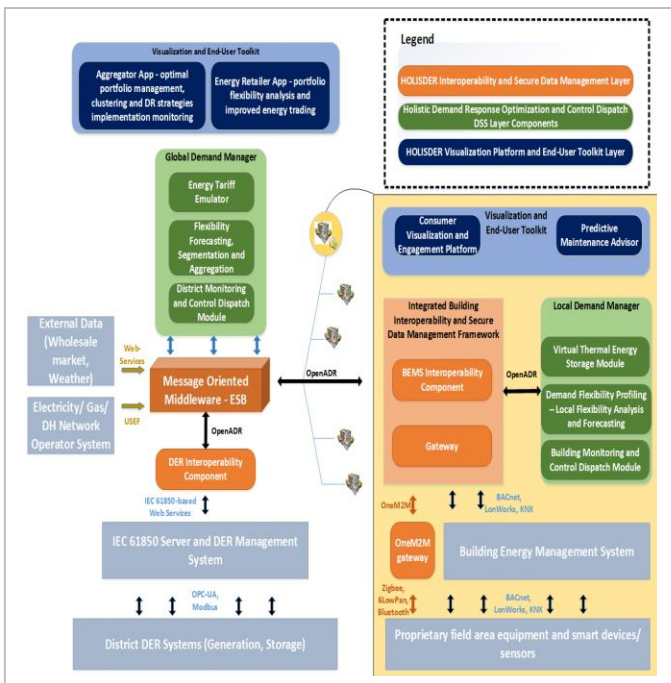 Visualization and End-User Toolkit
Aggregator App - optimal
portfolio management,
clustering and DR strategies
implementation monitoring
Energy Retailer App - portfolio
flexibility analysis and
improved energy trading
Legend
HOLISDER Interoperability and Secure Data Management Layer
Holistic Demand Response Optimization and Control Dispatch
DSS Layer Components
HOLISDER Visualization Platform and End-User Toolkit Layer
Global Demand Manager
Energy Tariff
Emulator
Flexibility
Forecasting,
Segmentation and
Aggregation
District Monitoring
and Control Dispatch
Module
External Data
(Wholesale
market,
Weather)
Web-
Services
Electricity/ Gas/
DH Network
Operator System
USEF
Message Oriented
Middleware - ESB
OpenADR
OpenADR
DER Interoperability
Component
IEC 61850-based
Web Services
IEC 61850 Server and DER Management
System
OPC-UA,
Modbus
District DER Systems (Generation, Storage)
Consumer
Visualization and
Engagement Platform
Visualization and
End-User Toolkit
Predictive
Maintenance Advisor
Integrated Building
Interoperability and Secure
Data Management Framework
BEMS Interoperability
Component
Gateway
OpenADR
Local Demand Manager
Virtual Thermal Energy
Storage Module
Demand Flexibility Profiling
– Local Flexibility Analysis
and Forecasting
Building Monitoring and
Control Dispatch Module
OneM2M
BACnet,
LonWorks, KNX
OneM2M
gateway
Building Energy Management System
Zigbee,
6LowPan,
Bluetooth
BACnet,
LonWorks, KNX
Proprietary field area equipment and smart devices/
sensors